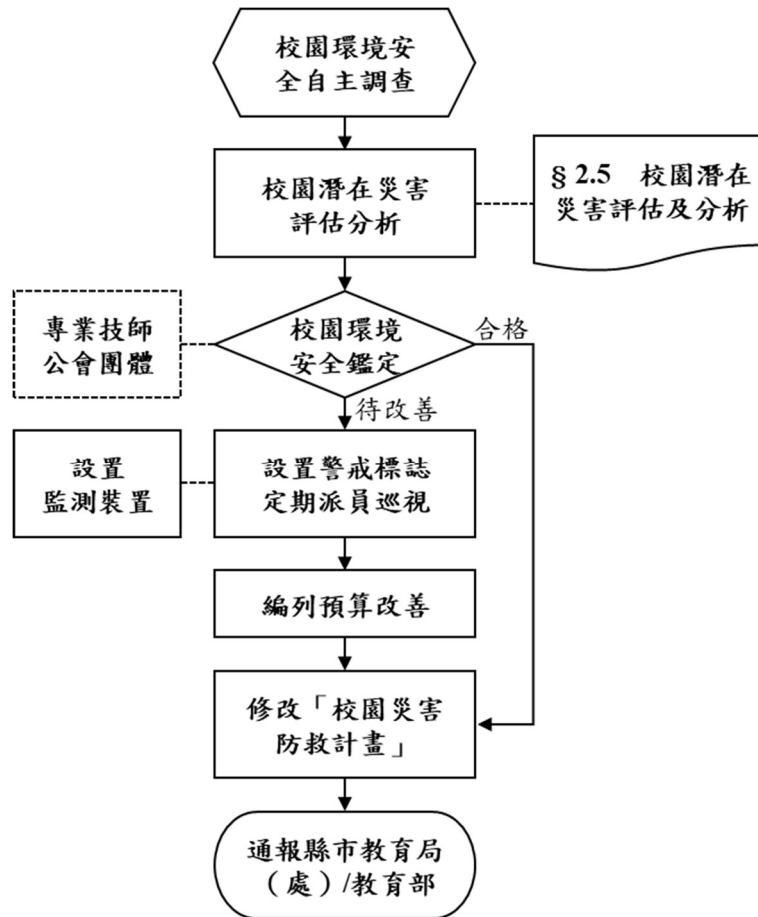 校園環境安
全自主調查
校園潛在災害
評估分析
§ 2.5 校園潛在
災害評估及分析
專業技師
公會團體
校園環境
安全鑑定
合格
待改善
設置
監測裝置
設置警戒標誌
定期派員巡視
編列預算改善
修改「校園災害
防救計畫」
通報縣市教育局
（處）/教育部